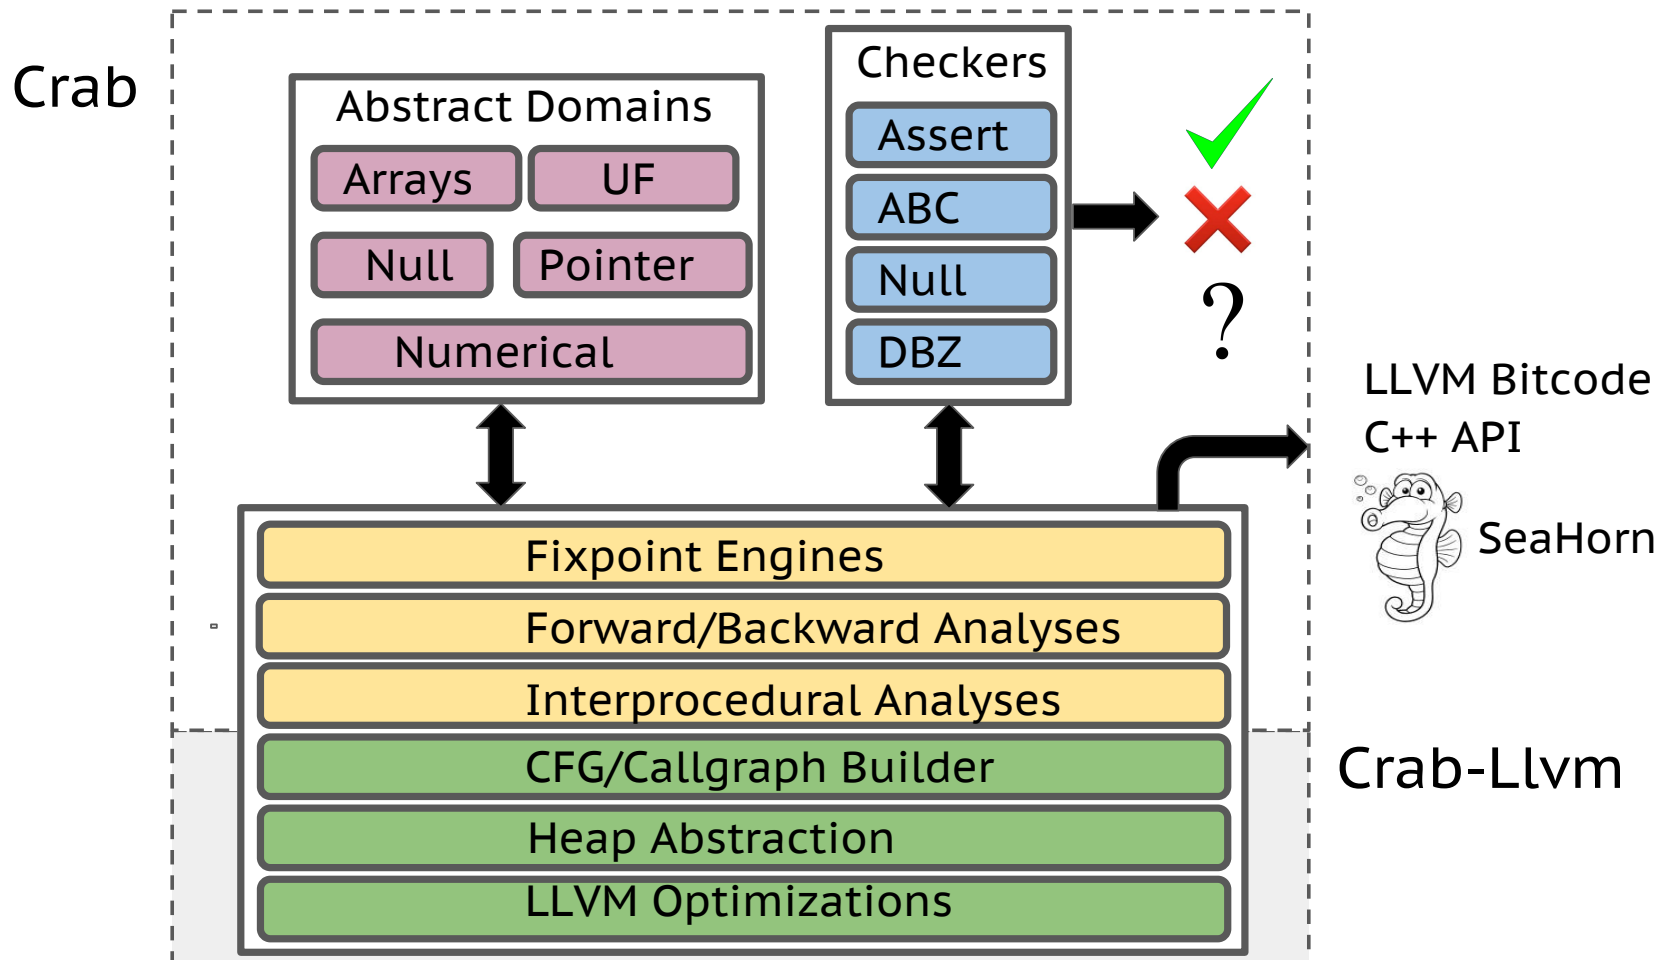 Crab
Abstract Domains
Arrays
UF
Null
Pointer
Numerical
Checkers
Assert
ABC
Null
DBZ
?
LLVM Bitcode
C++ API
SeaHorn
Fixpoint Engines
Forward/Backward Analyses
Interprocedural Analyses
CFG/Callgraph Builder
Heap Abstraction
LLVM Optimizations
Crab-Llvm